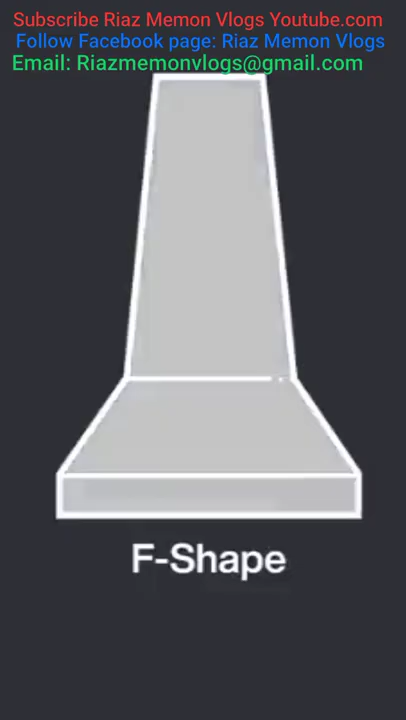 Subscribe Riaz Memon Vlogs Youtube.com
Follow Facebook page: Riaz Memon Vlogs
Email: Riazmemonvlogs@gmail.com
F-Shape